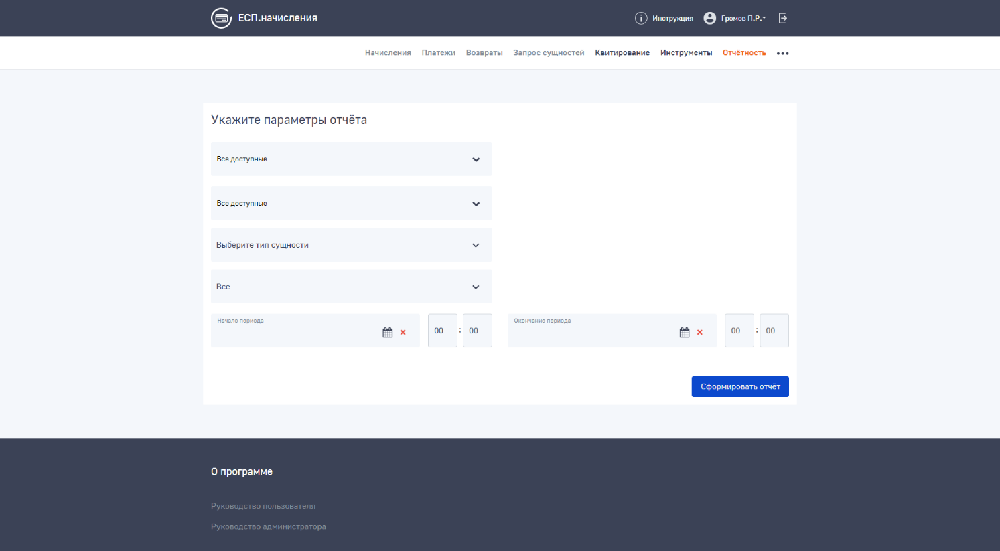 ЕСП.начисления
Инструкция
Громов П.Р.
Начисления Платежи Возвраты Запрос сущностей Квитирование Инструменты Отчётность
Укажите параметры отчёта
Все доступные
Все доступные
Выберите тип сущности
Все
Начало периода
00 : 00
Окончание периода
00 : 00
Сформировать отчёт
О программе
Руководство пользователя
Руководство администратора